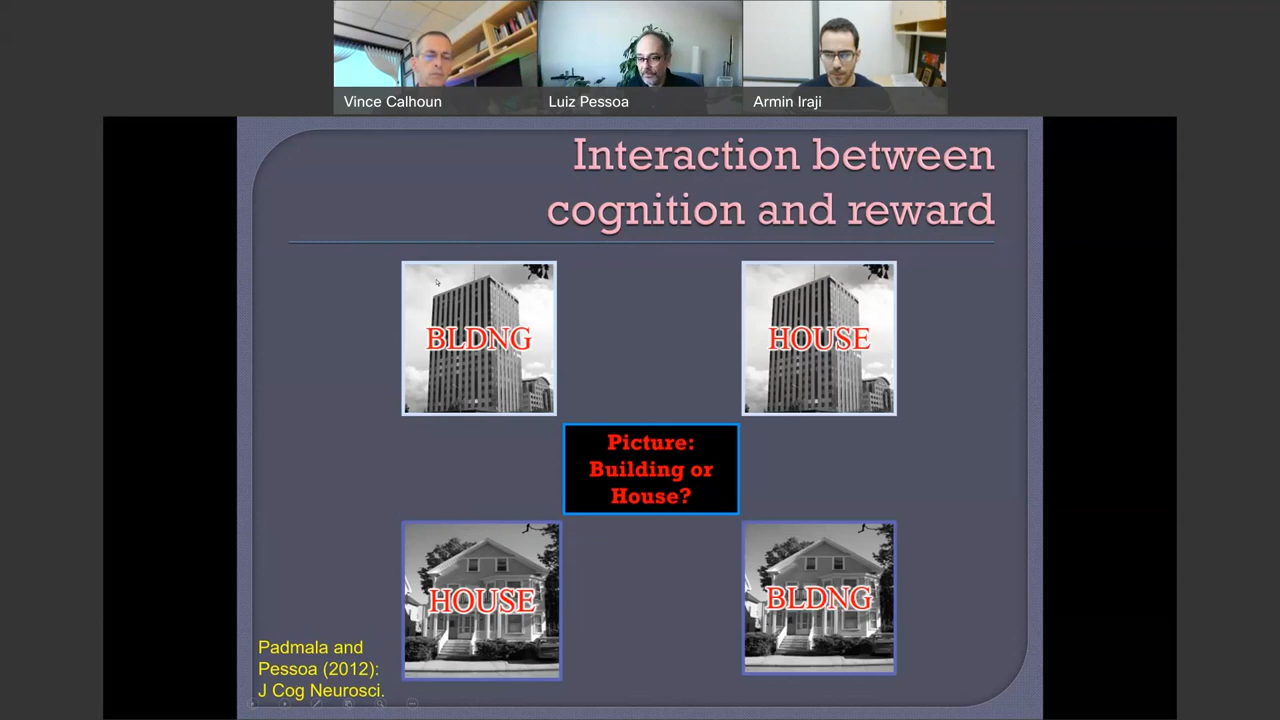 Vince Calhoun
Luiz Pessoa
Armin Iraji
Interaction between
cognition and reward
BLDNG
HOUSE
Picture:
Building or
House?
HOUSE
BLDNG
Padmala and
Pessoa (2012):
J Cog Neurosci.